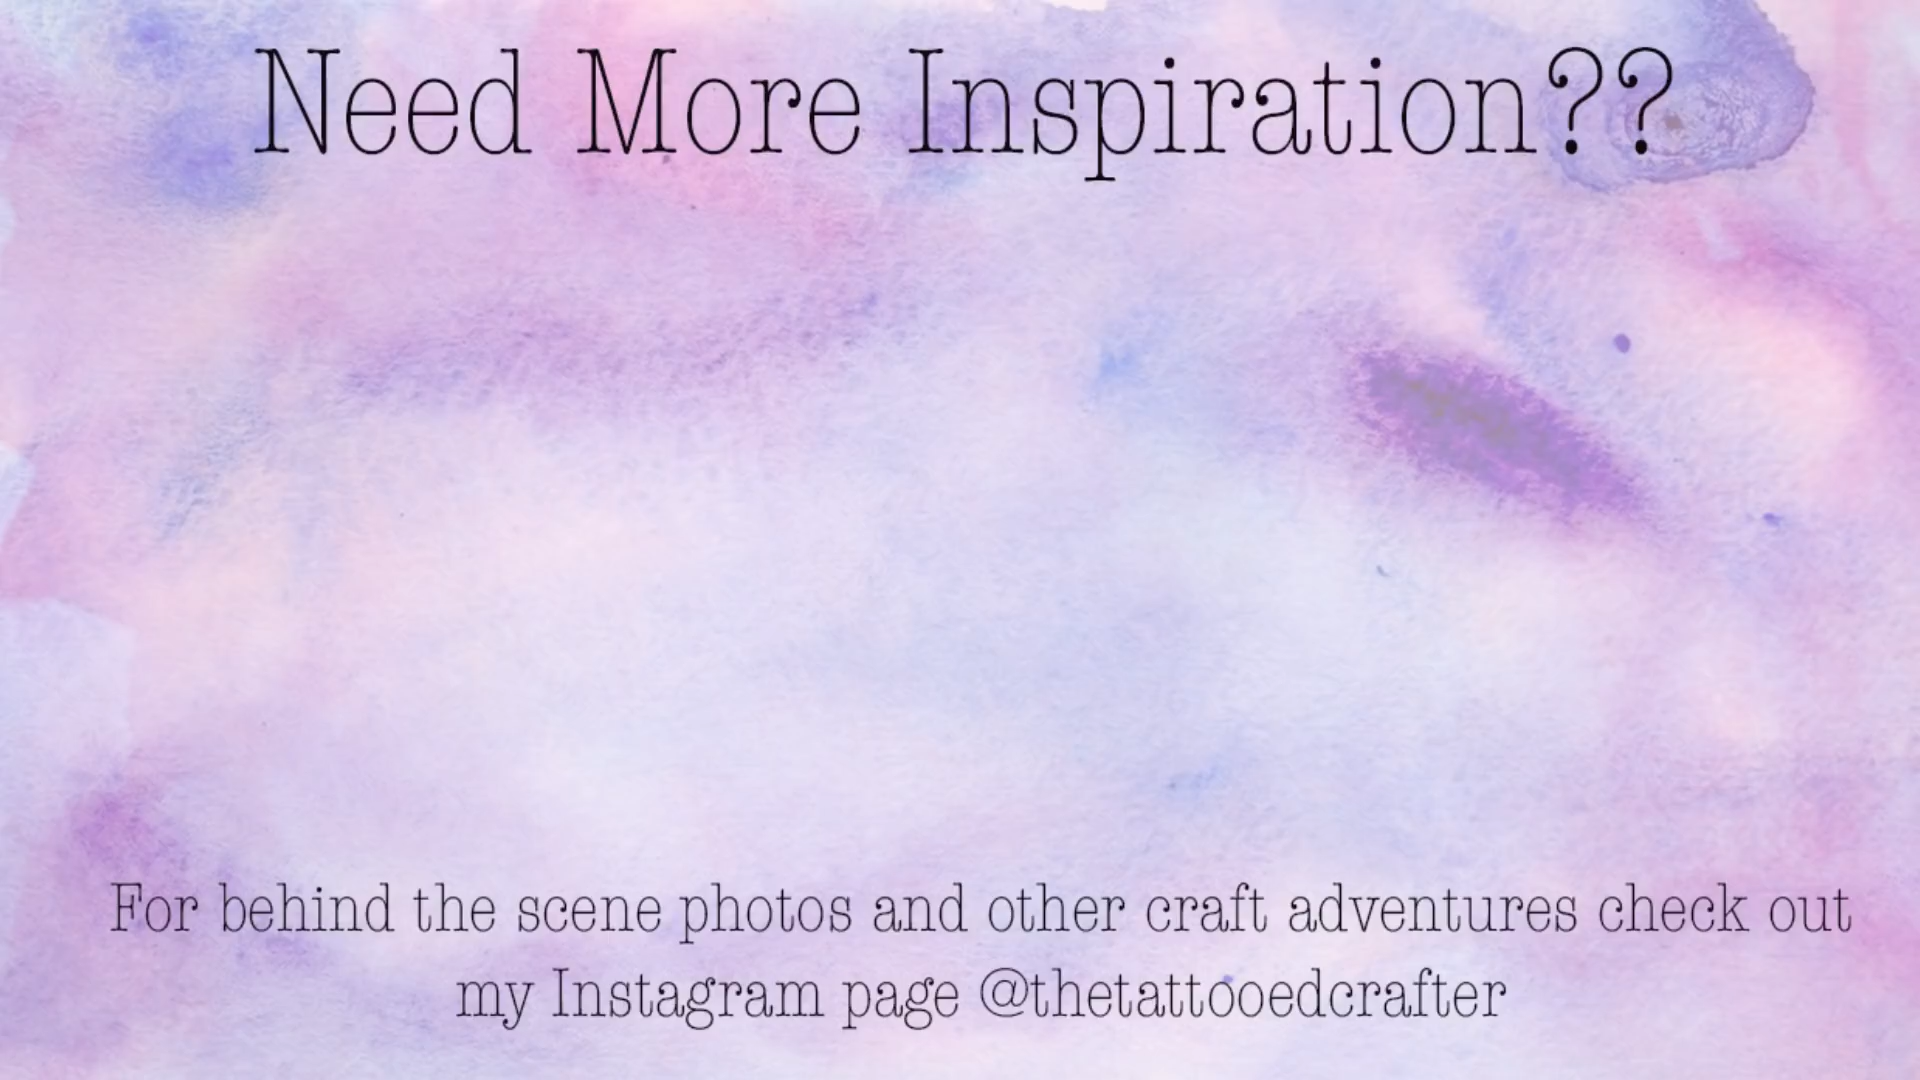 Need More Inspiration??
For behind the scene photos and other craft adventures check out
my Instagram page @thetattooedcrafter